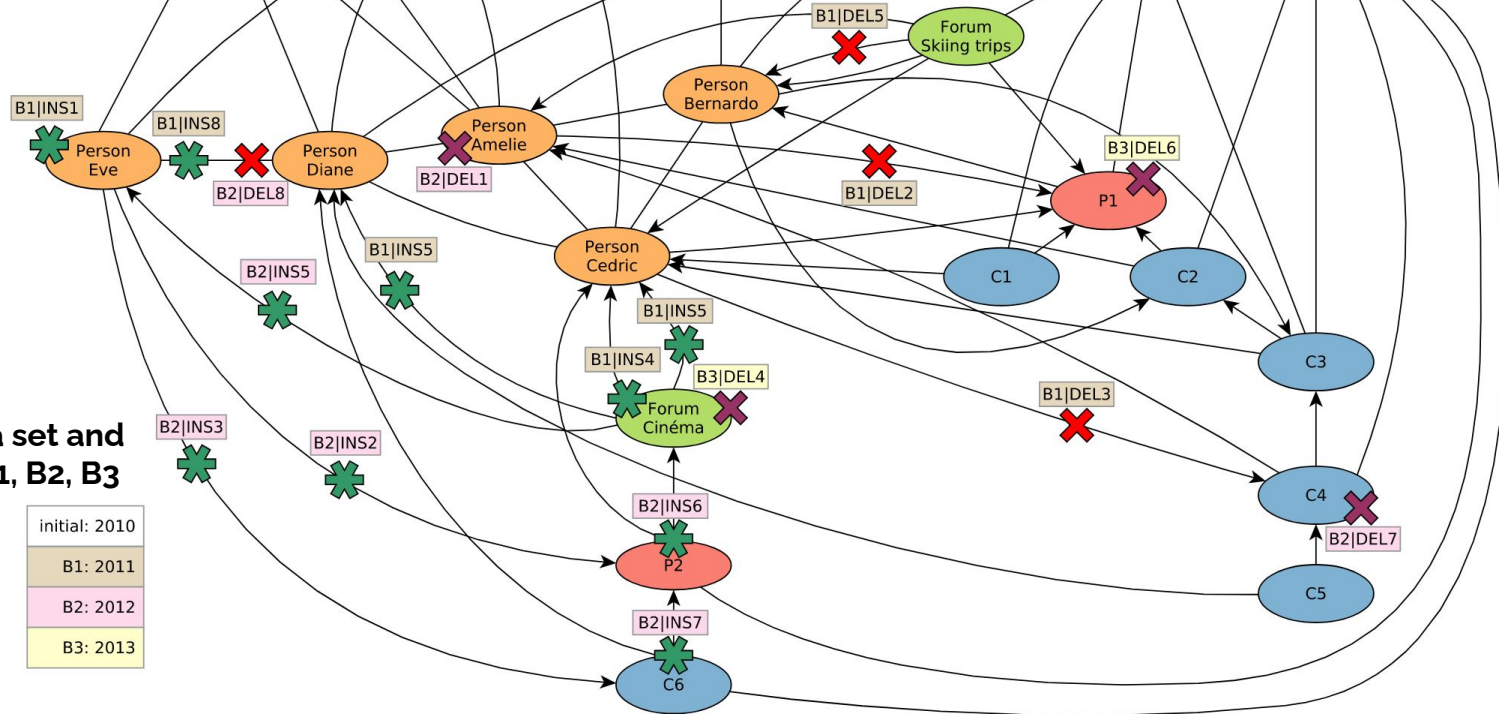 B1|DEL5
Forum
Skiing trips
Person
Bernardo
B1|INS1
B1|INS8
Person
Eve
Person
Diane
Person
Amelie
B2|DEL8
B2|DEL1
B1|DEL2
B3|DEL6
P1
B1|INS5
B2|INS5
Person
Cedric
C1
C2
B1|INS5
B1|INS4
B3|DEL4
Forum
Cinéma
C3
B1|DEL3
B2|INS3
B2|INS2
set and
B2, B3
initial: 2010
B1: 2011
B2: 2012
B3: 2013
B2|INS6
P2
C4
B2|DEL7
C5
B2|INS7
C6